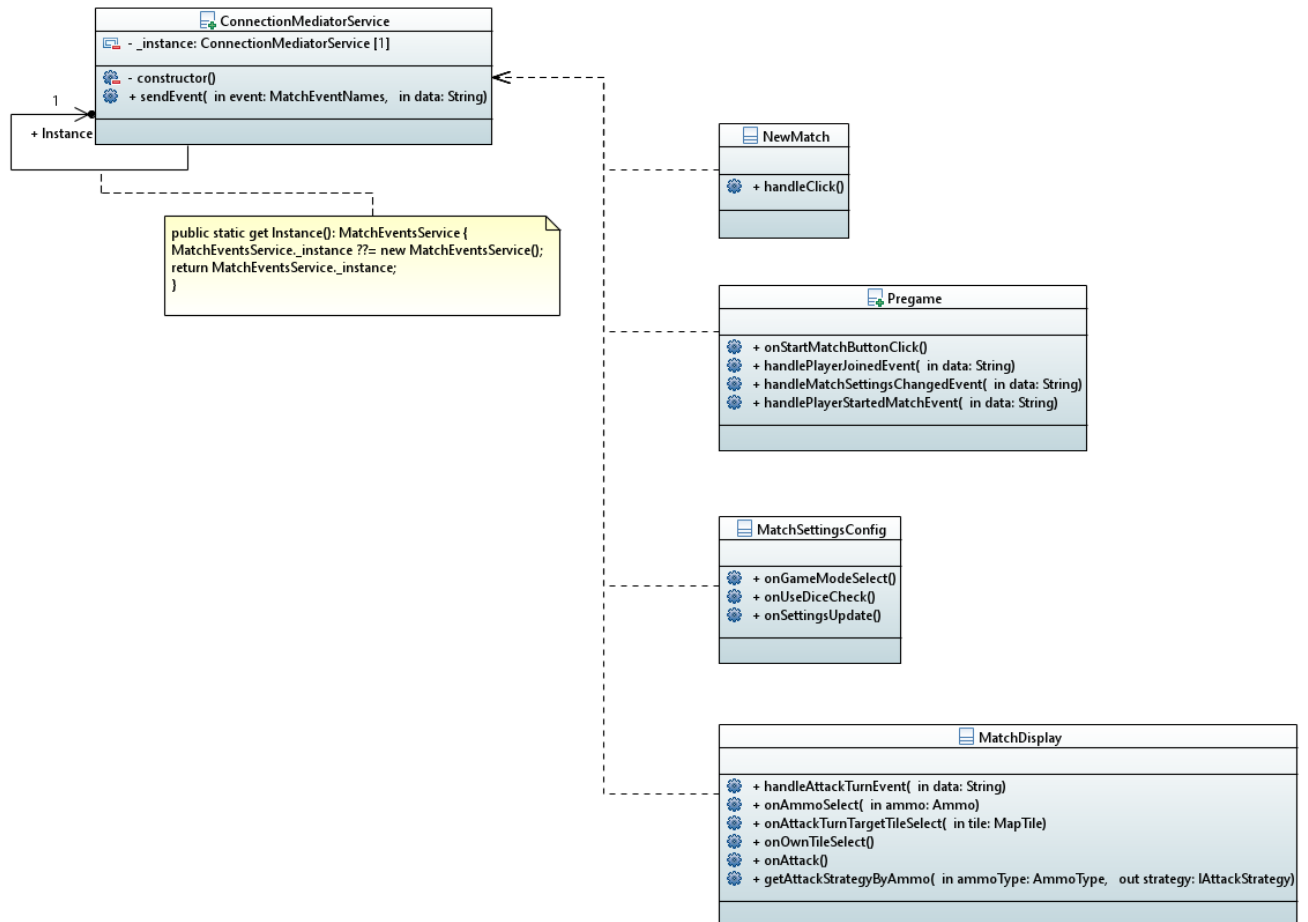 ConnectionMediatorService
- _instance: ConnectionMediatorService [1]
- constructor()
+ sendEvent( in event: MatchEventNames, in data: String)
1
+ Instance
public static get Instance(): MatchEventsService {
MatchEventsService._instance ??= new MatchEventsService();
return MatchEventsService._instance;
}
NewMatch
+ handleClick()
Pregame
+ onStartMatchButtonClick()
+ handlePlayerJoinedEvent( in data: String)
+ handleMatchSettingsChangedEvent( in data: String)
+ handlePlayerStartedMatchEvent( in data: String)
MatchSettingsConfig
+ onGameModeSelect()
+ onUseDiceCheck()
+ onSettingsUpdate()
MatchDisplay
+ handleAttackTurnEvent( in data: String)
+ onAmmoSelect( in ammo: Ammo)
+ onAttackTurnTargetTileSelect( in tile: MapTile)
+ onOwnTileSelect()
+ onAttack()
+ getAttackStrategyByAmmo( in ammoType: AmmoType, out strategy: IAttackStrategy)